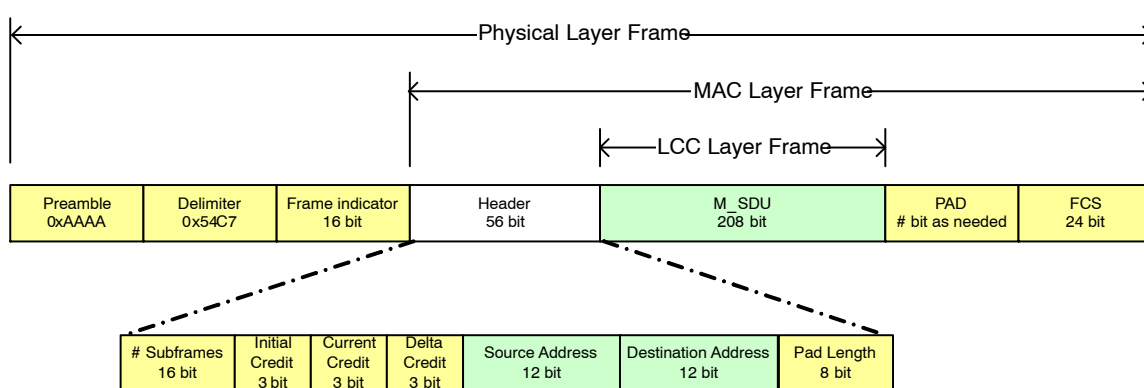 Physical Layer Frame
MAC Layer Frame
LCC Layer Frame
Preamble
0xAAAA
Delimiter
0x54C7
Frame indicator
16 bit
Header
56 bit
M_SDU
208 bit
PAD
# bit as needed
FCS
24 bit
# Subframes
16 bit
Initial
Credit
3 bit
Current
Credit
3 bit
Delta
Credit
3 bit
Source Address
12 bit
Destination Address
12 bit
Pad Length
8 bit